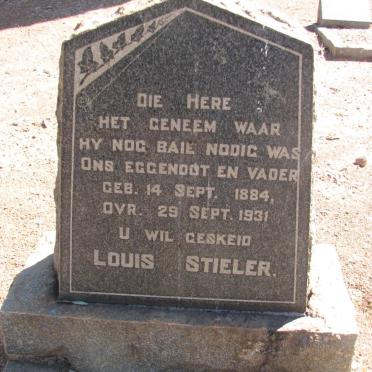 DIE HERE
HET GENEEM WAAR
HY NOG BAIE NODIG WAS
ONS EGGENOOT EN VADER
GEB. 14 SEPT. 1884,
OVR. 29 SEPT. 1931
U WIL GESKEID
LOUIS STIELER.